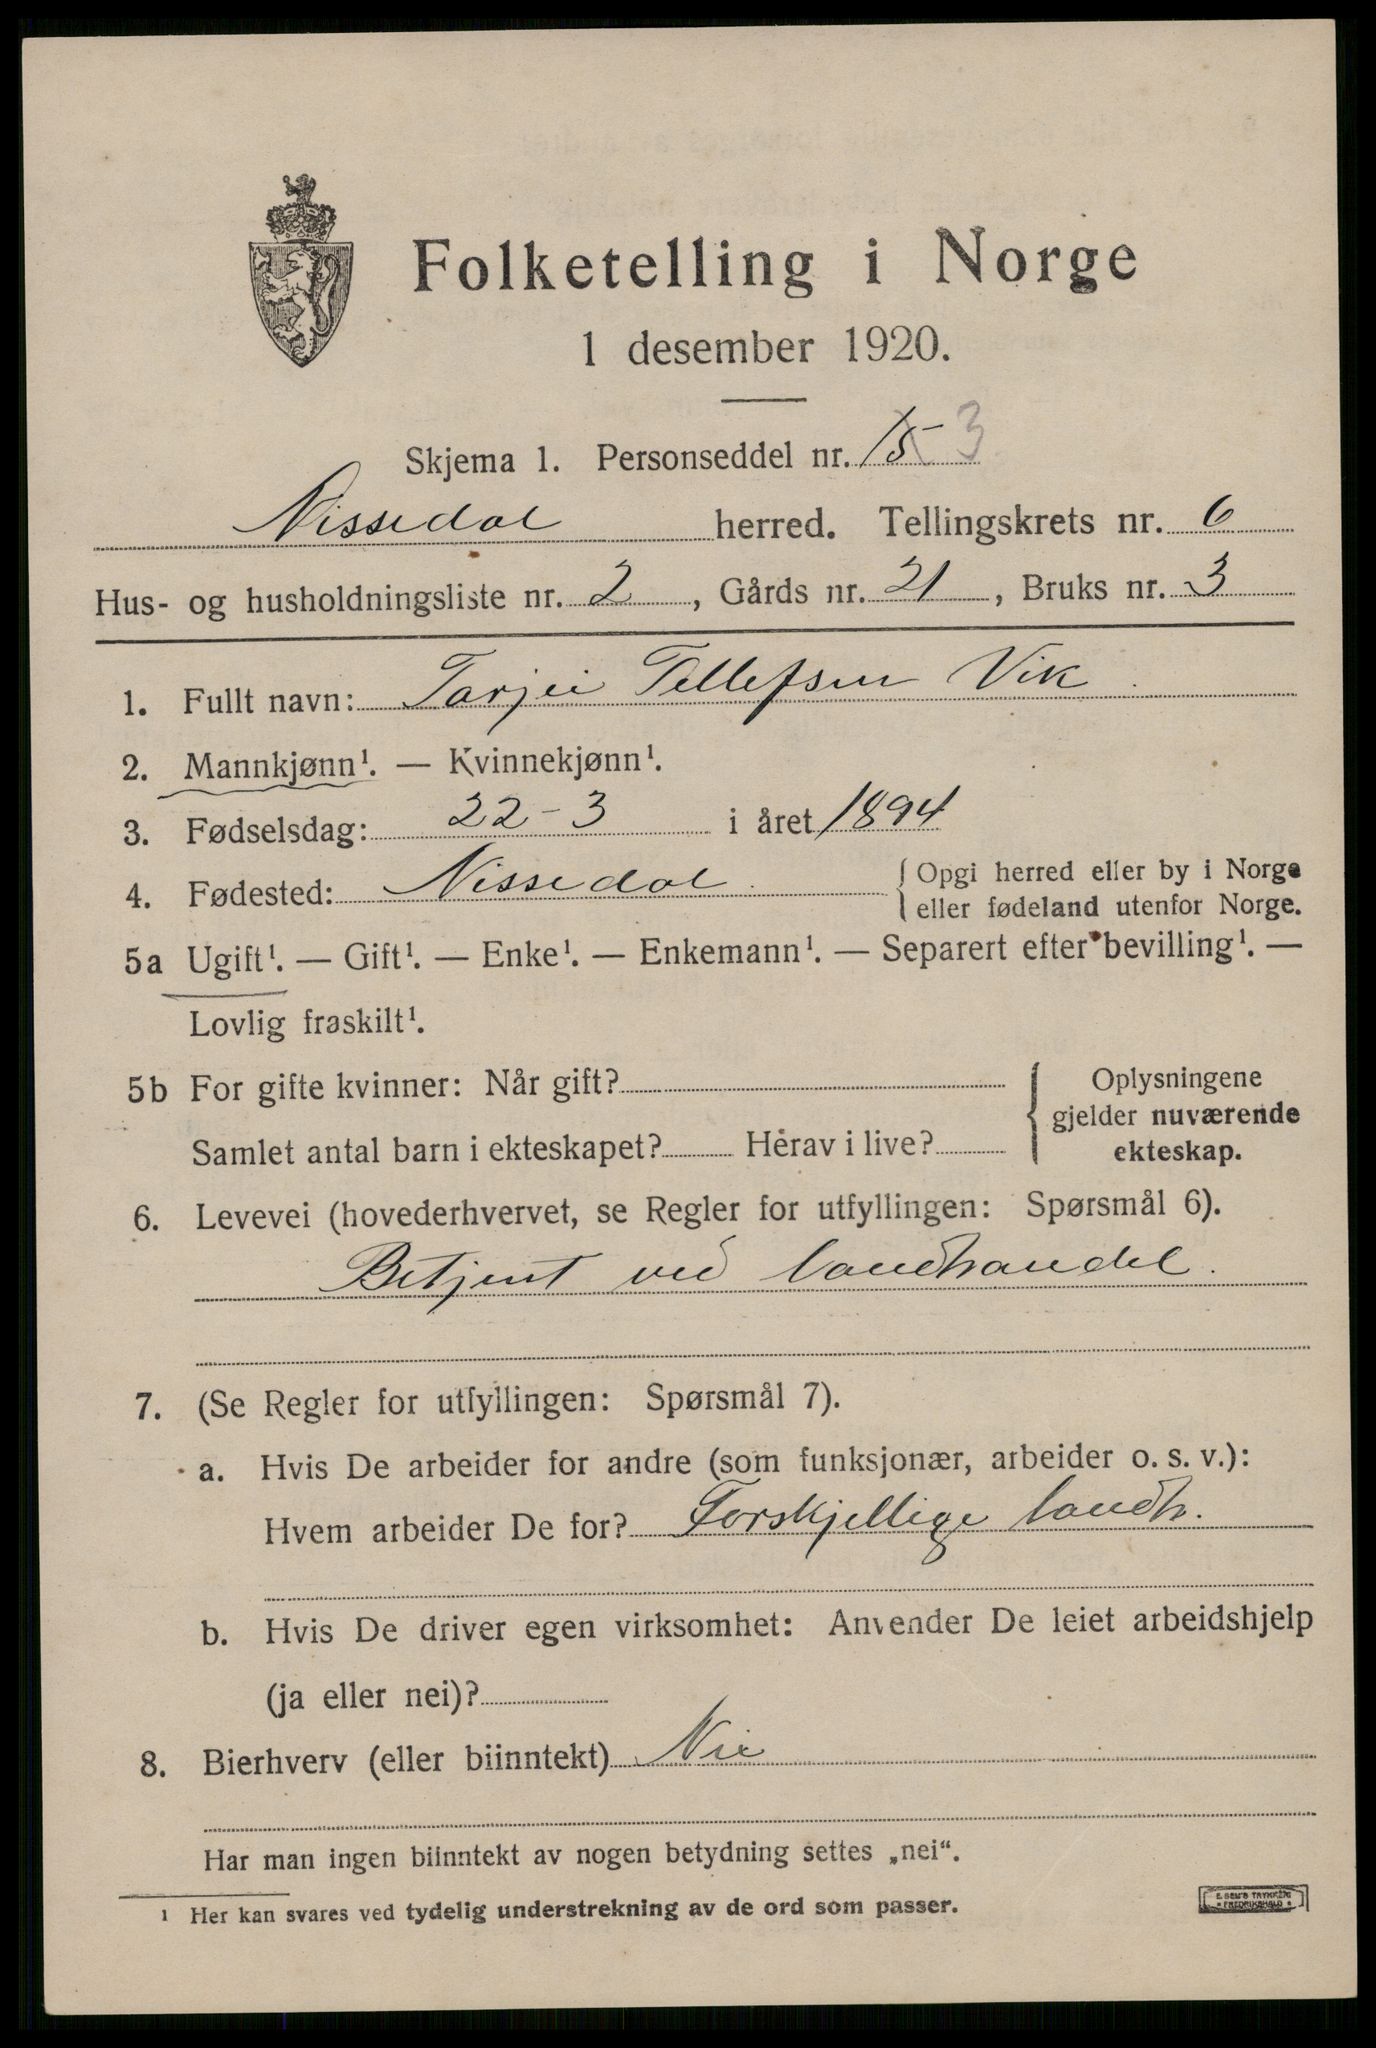 Folketelling i Norge
1 desember 1920.
Skjema 1. Personseddel nr. 15 3
Nissedal herred. Tellingskrets nr. 6
Hus- og husholdningsliste nr. 2, Gårds nr. 21, Bruks nr. 3
1. Fullt navn: Tarjei Tellefsen Vik.
2. Mannkjønn¹. — Kvinnekjønn¹.
3. Fødselsdag: 22-3 i året 1894
4. Fødested: Nissedal. { Opgi herred eller by i Norge
eller fødeland utenfor Norge.
5a Ugift¹. — Gift¹. — Enke¹. — Enkemann¹. — Separert efter bevilling¹. —
Lovlig fraskilt¹.
5b For gifte kvinner: Når gift?
Samlet antal barn i ekteskapet? Herav i live?
{ Oplysningene
gjelder nuværende
ekteskap.
6. Levevei (hovederhvervet, se Regler for utfyllingen: Spørsmål 6).
Betjent ved landhandel.
7. (Se Regler for utfyllingen: Spørsmål 7).
a. Hvis De arbeider for andre (som funksjonær, arbeider o. s. v.):
Hvem arbeider De for? Forskjellige landh.
b. Hvis De driver egen virksomhet: Anvender De leiet arbeidshjelp
(ja eller nei)?
8. Bierhverv (eller biinntekt) Nei
Har man ingen biinntekt av nogen betydning settes „nei“.
¹ Her kan svares ved tydelig understrekning av de ord som passer.
E. SEM'S TRYKKERI
• FREDRIKSHALD •